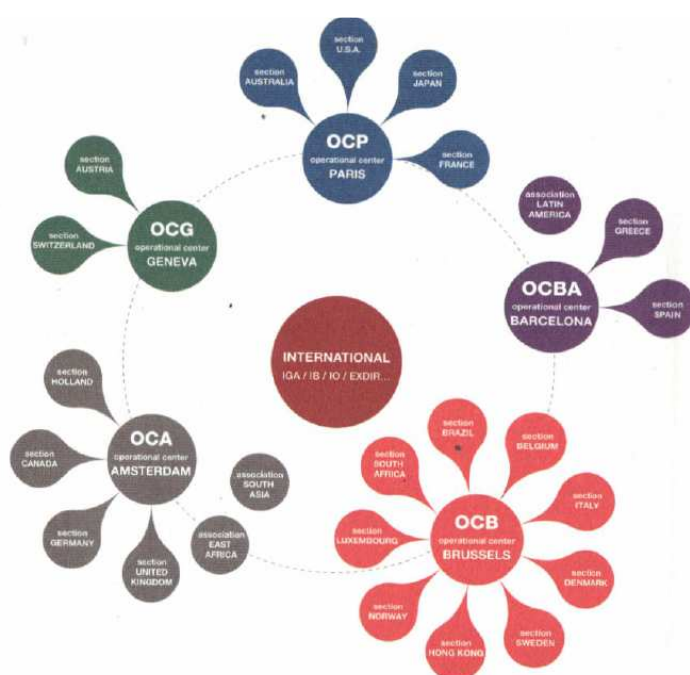 section
U.S.A.
section
AUSTRALIA
section
JAPAN
OCP
operational center
PARIS
section
FRANCE
section
AUSTRIA
section
SWITZERLAND
OCG
operational center
GENEVA
association
LATIN
AMERICA
section
GREECE
OCBA
operational center
BARCELONA
section
SPAIN
INTERNATIONAL
IGA / IB / IO / EXDIR...
section
HOLLAND
OCA
operational center
AMSTERDAM
section
CANADA
section
GERMANY
section
UNITED
KINGDOM
association
EAST
AFRICA
association
SOUTH
ASIA
section
BRAZIL
section
BELGIUM
section
SOUTH
AFRICA
section
ITALY
OCB
operational center
BRUSSELS
section
LUXEMBOURG
section
DENMARK
section
NORWAY
section
SWEDEN
section
HONG KONG